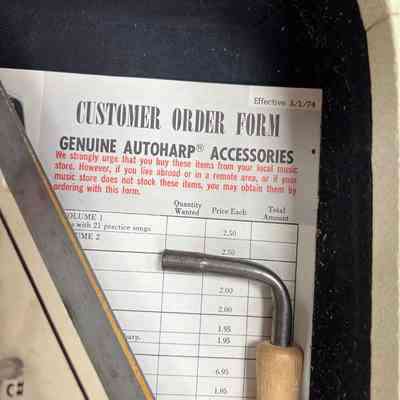 Effective 3/1/74
CUSTOMER ORDER FORM
GENUINE AUTOHARP® ACCESSORIES
We strongly urge that you buy these items from your local music
store. However, if you live abroad or in a remote area, or if your
music store does not stock these items, you may obtain them by
ordering with this form.
Quantity Wanted
Price Each
Total Amount
VOLUME 1
with 21 practice songs 2.50
UME 2
2.50
2.00
2.00
1.95
arp. 1.95
6.95
1.95
C#